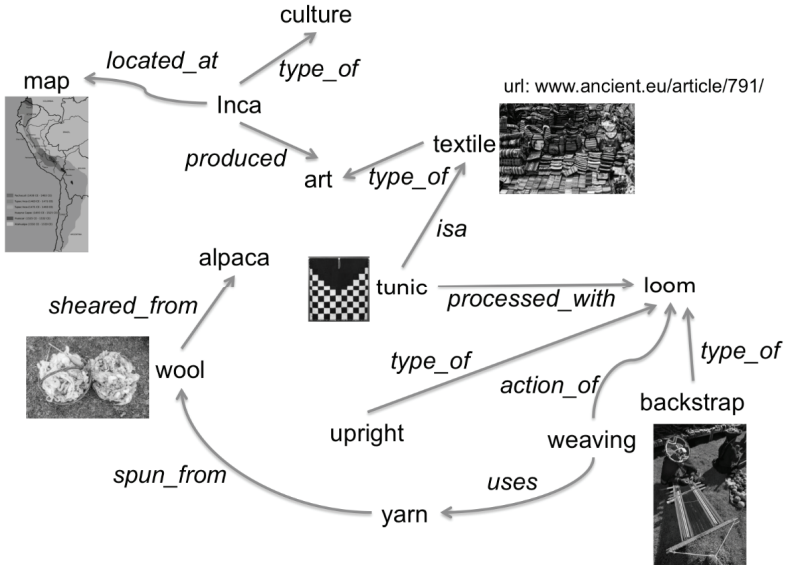 culture
located_at
map
type_of
url: www.ancient.eu/article/791/
Inca
produced
textile
art
type_of
isa
alpaca
tunic
loom
sheared_from
processed_with
type_of
type_of
wool
action_of
backstrap
upright
weaving
spun_from
uses
yarn